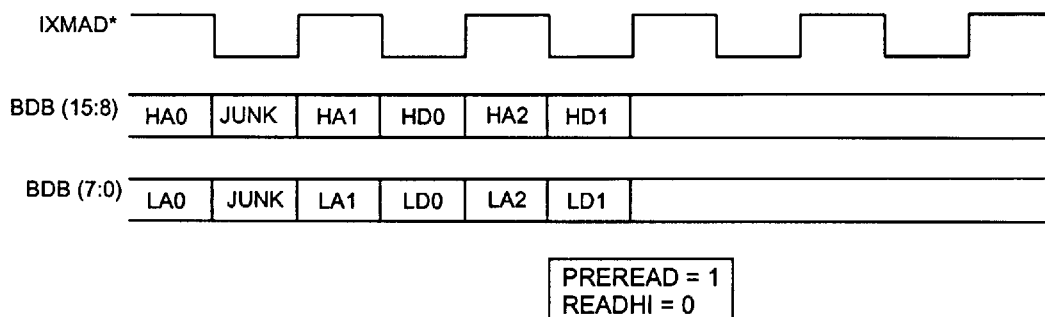 IXMAD*
BDB (15:8) HA0 JUNK HA1 HD0 HA2 HD1
BDB (7:0) LA0 JUNK LA1 LD0 LA2 LD1
PREREAD = 1
READHI = 0